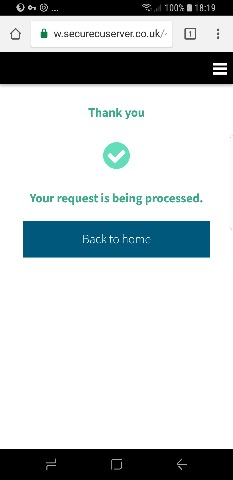 ... 100% 18:19
w.securecuserver.co.uk/
1
Thank you
Your request is being processed.
Back to home